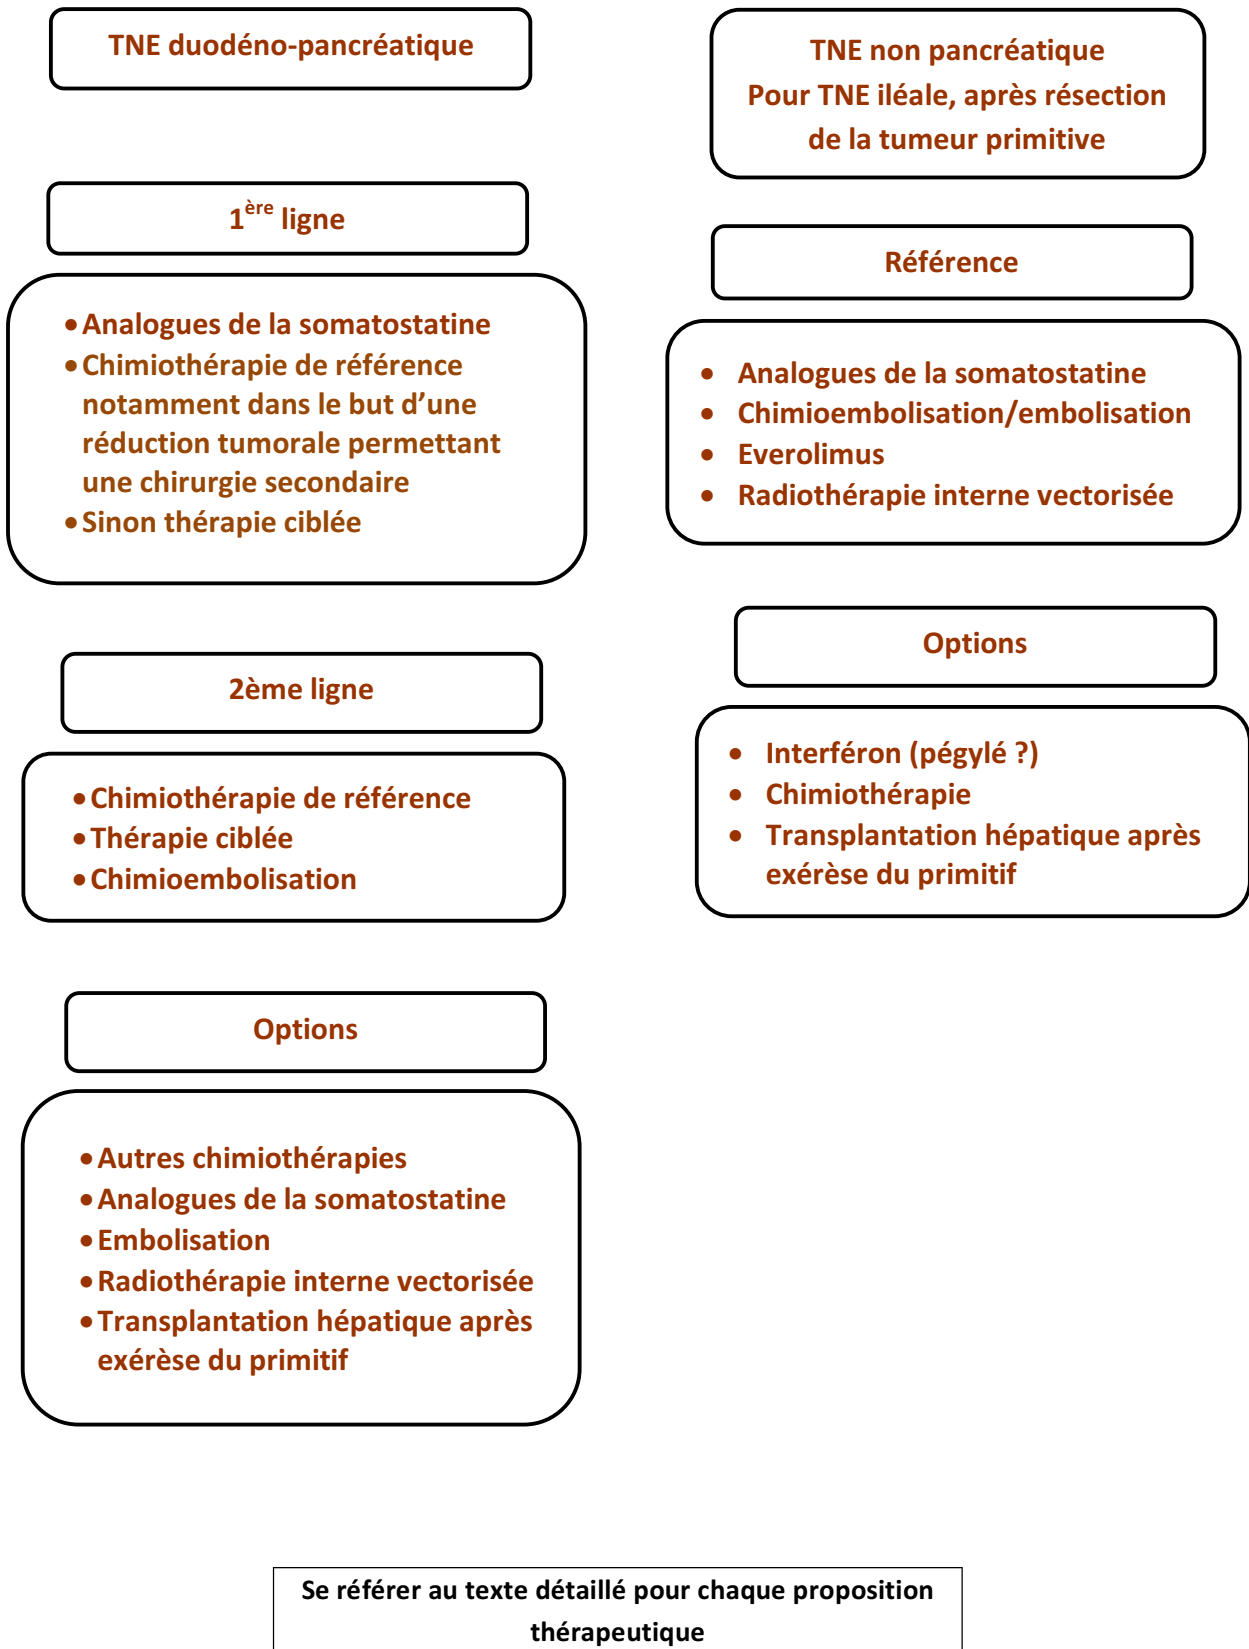 TNE duodéno-pancréatique
1ère ligne
• Analogues de la somatostatine
• Chimiothérapie de référence
notamment dans le but d’une
réduction tumorale permettant
une chirurgie secondaire
• Sinon thérapie ciblée
2ème ligne
• Chimiothérapie de référence
• Thérapie ciblée
• Chimioembolisation
Options
• Autres chimiothérapies
• Analogues de la somatostatine
• Embolisation
• Radiothérapie interne vectorisée
• Transplantation hépatique après
exérèse du primitif
TNE non pancréatique
Pour TNE iléale, après résection
de la tumeur primitive
Référence
• Analogues de la somatostatine
• Chimioembolisation/embolisation
• Everolimus
• Radiothérapie interne vectorisée
Options
• Interféron (pégylé ?)
• Chimiothérapie
• Transplantation hépatique après
exérèse du primitif
Se référer au texte détaillé pour chaque proposition
thérapeutique